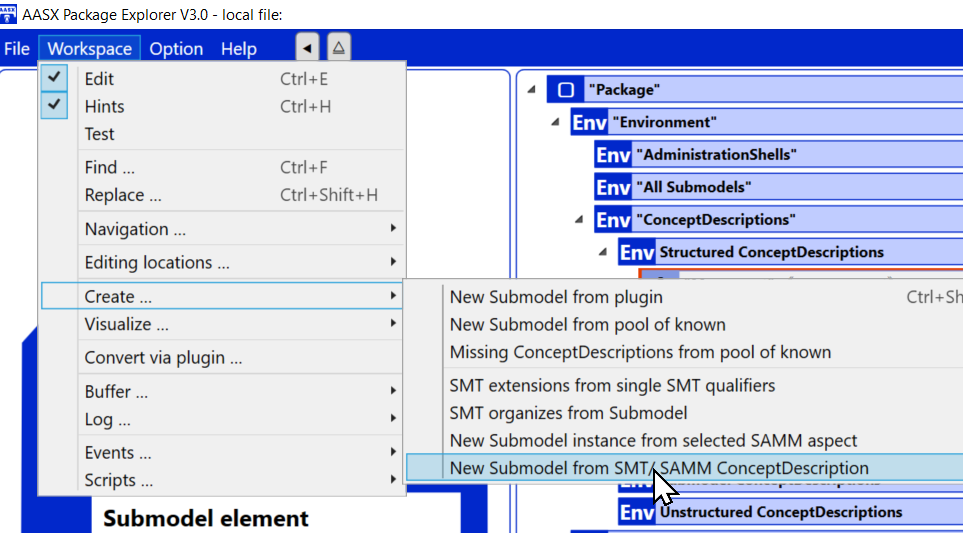 AASX Package Explorer V3.0 - local file:
File Workspace Option Help
Edit Ctrl+E
Hints Ctrl+H
Test
Find ... Ctrl+F
Replace ... Ctrl+Shift+H
Navigation ...
Editing locations ...
Create ...
Visualize ...
Convert via plugin ...
Buffer ...
Log ...
Events ...
Scripts ...
New Submodel from plugin Ctrl+Sh
New Submodel from pool of known
Missing ConceptDescriptions from pool of known
SMT extensions from single SMT qualifiers
SMT organizes from Submodel
New Submodel instance from selected SAMM aspect
New Submodel from SMT/ SAMM ConceptDescription
"Package"
Env "Environment"
Env "AdministrationShells"
Env "All Submodels"
Env "ConceptDescriptions"
Env Structured ConceptDescriptions
Env Unstructured ConceptDescriptions
Submodel element